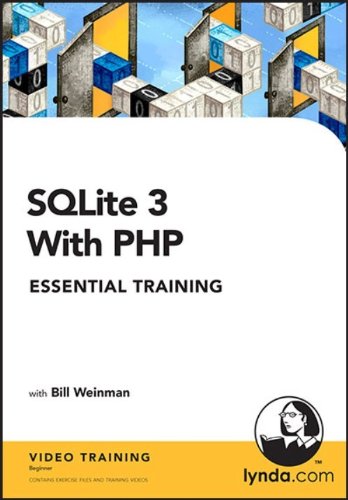 SQLite 3
With PHP
ESSENTIAL TRAINING
with Bill Weinman
VIDEO TRAINING
Beginner
CONTAINS EXERCISE FILES AND TRAINING VIDEOS
lynda.com™